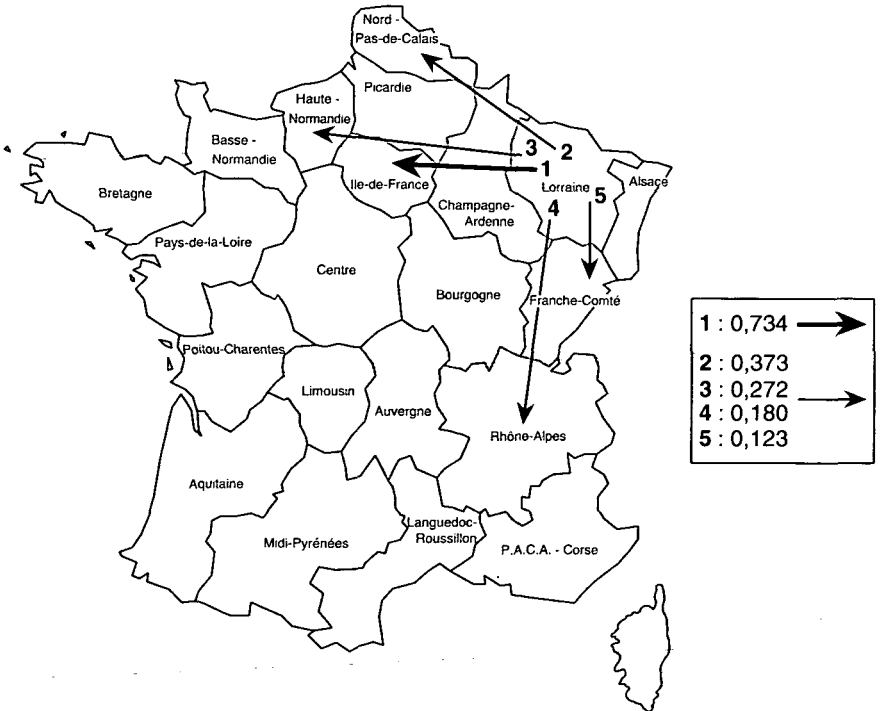 Nord -
Pas-de-Calais
Picardie
Haute -
Normandie
Basse -
Normandie
3
2
1
Ile-de-France
Lorraine
5
Alsace
4
Bretagne
Champagne-
Ardenne
Pays-de-la-Loire
Centre
Bourgogne
Franche-Comté
Poitou-Charentes
Limousin
Auvergne
Rhône-Alpes
Aquitaine
Midi-Pyrénées
Languedoc-
Roussillon
P.A.C.A. - Corse
1 : 0,734
2 : 0,373
3 : 0,272
4 : 0,180
5 : 0,123